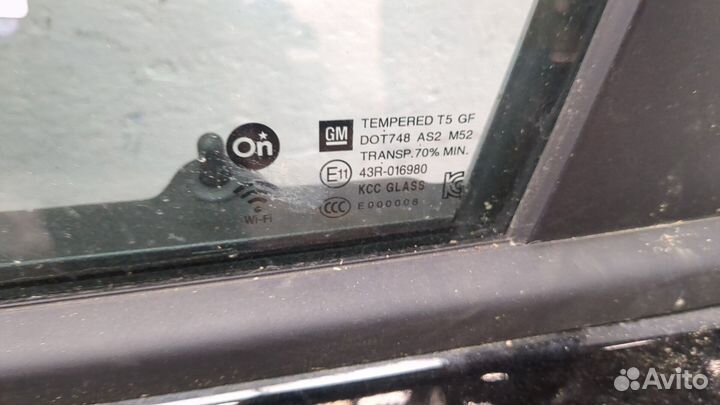 On
Wi-Fi
GM
TEMPERED T5 GF
DOT748 AS2 M52
TRANSP.70% MIN.
E11 43R-016980
KCC GLASS
CCC E000008
Avito